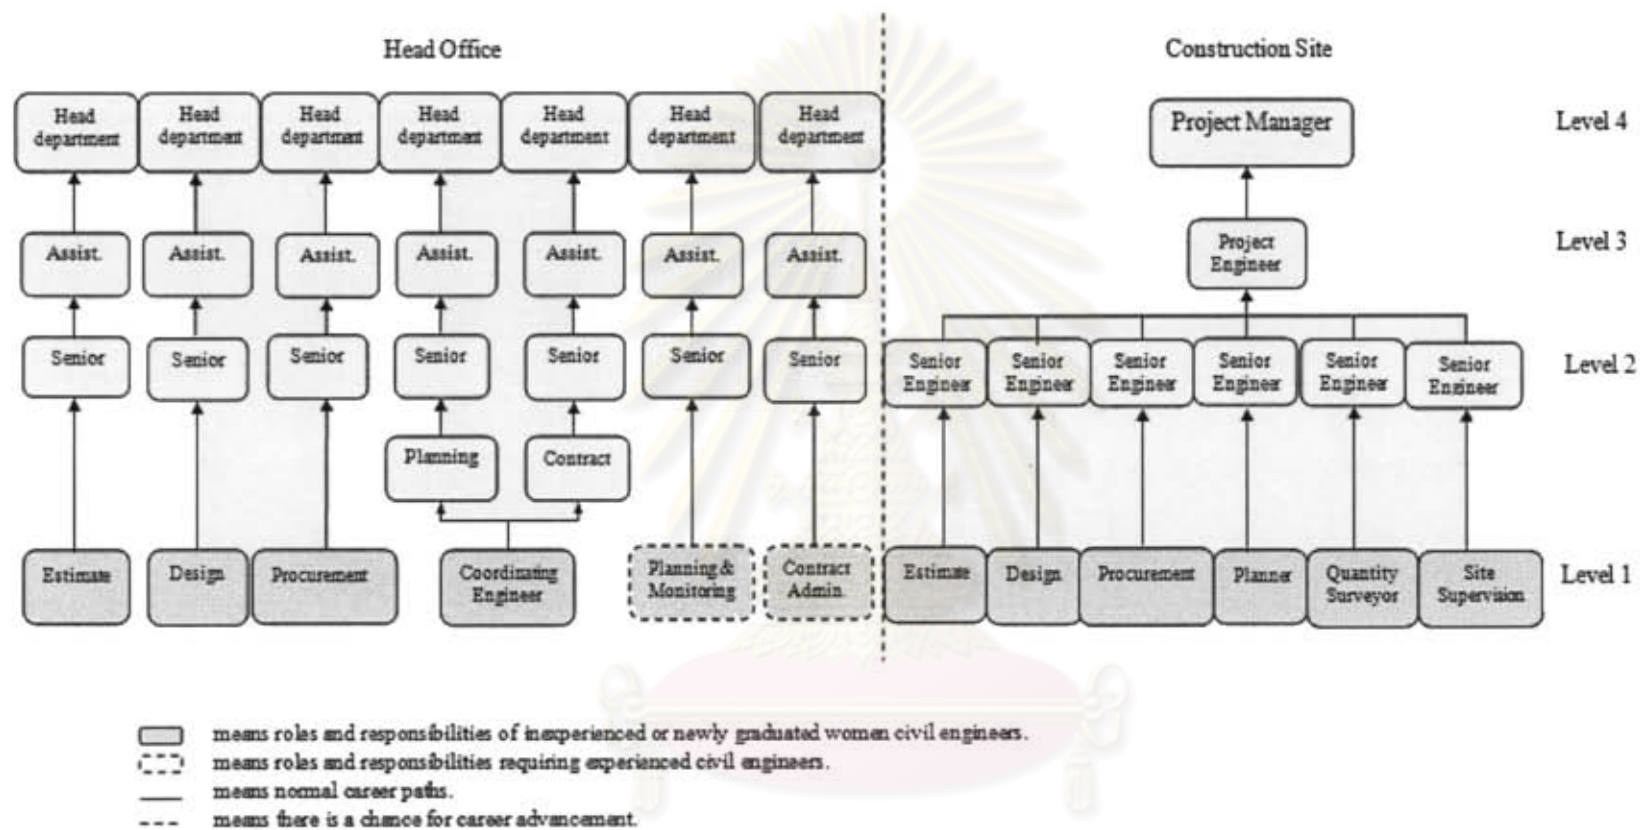 Head Office
Construction Site
Head
department
Head
department
Head
department
Head
department
Head
department
Head
department
Head
department
Project Manager
Level 4
Assist.
Assist.
Assist.
Assist.
Assist.
Assist.
Assist.
Project
Engineer
Level 3
Senior
Senior
Senior
Senior
Senior
Senior
Senior
Senior
Engineer
Senior
Engineer
Senior
Engineer
Senior
Engineer
Senior
Engineer
Senior
Engineer
Level 2
Planning
Contract
Estimate
Design
Procurement
Coordinating
Engineer
Planning &
Monitoring
Contract
Admin.
Estimate
Design
Procurement
Planner
Quantity
Surveyor
Site
Supervision
Level 1
means roles and responsibilities of inexperienced or newly graduated women civil engineers.
means roles and responsibilities requiring experienced civil engineers.
means normal career paths.
means there is a chance for career advancement.